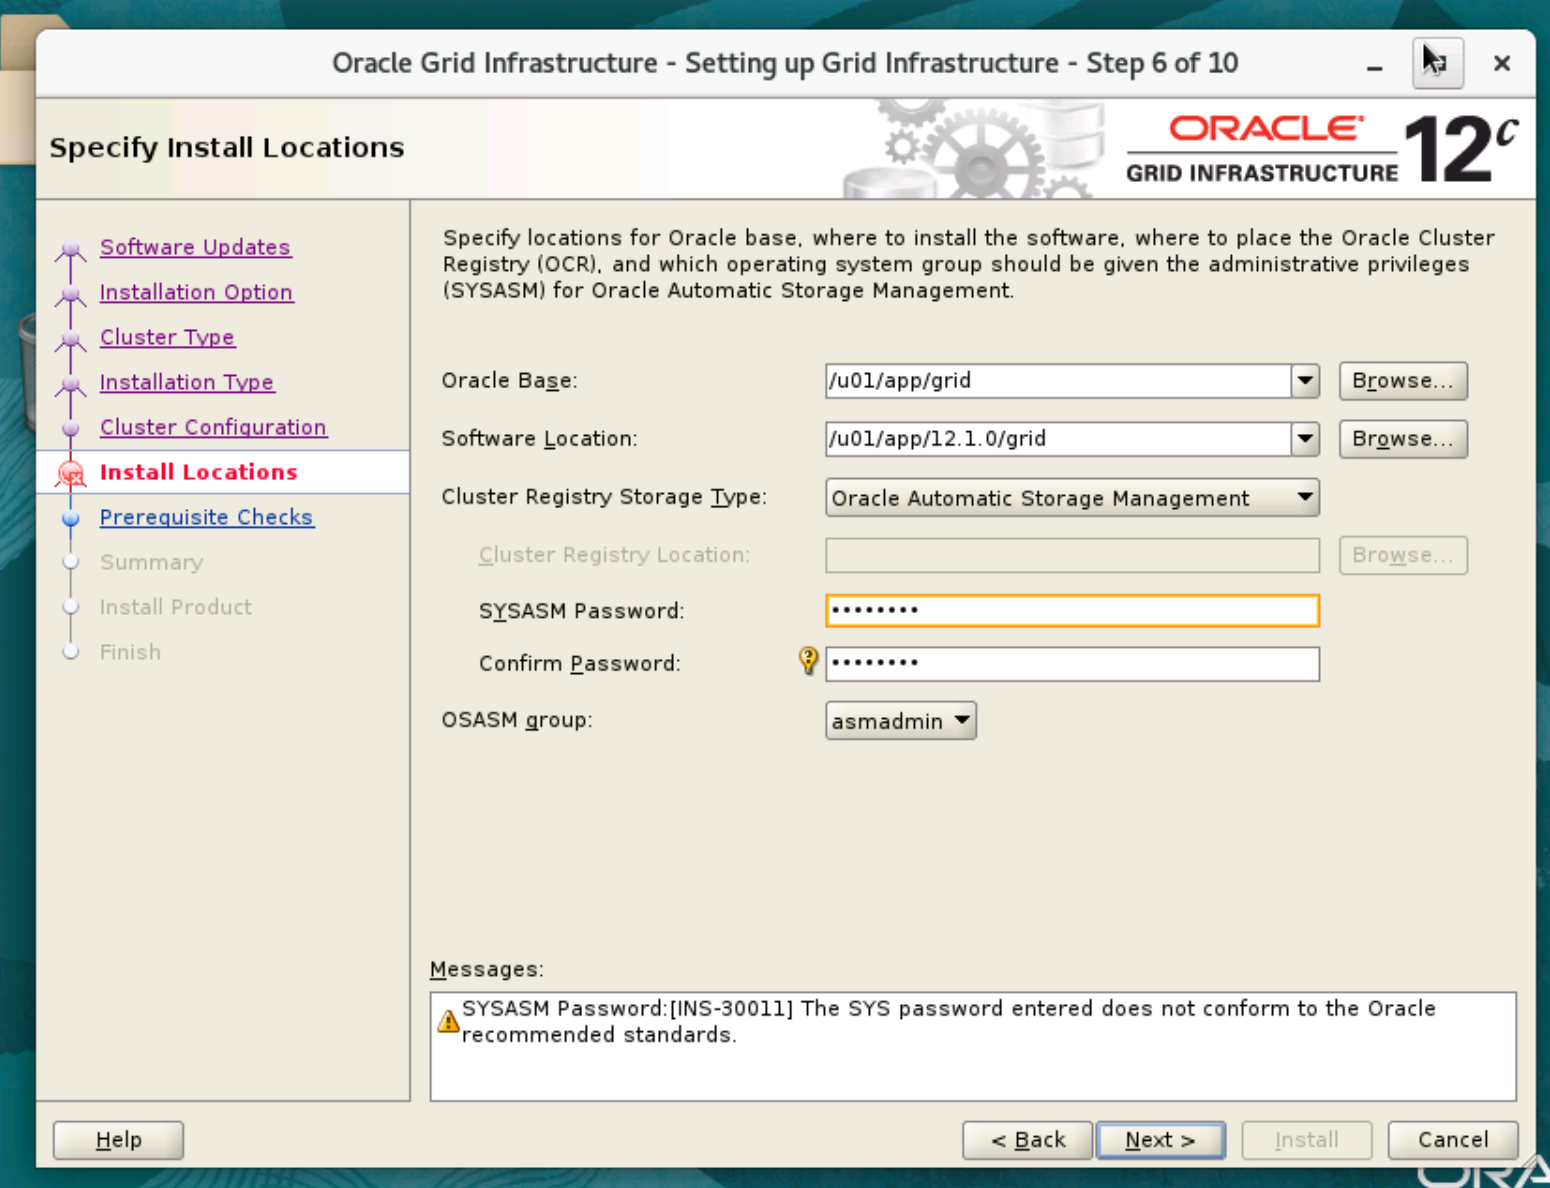 Oracle Grid Infrastructure - Setting up Grid Infrastructure - Step 6 of 10
Specify Install Locations
ORACLE
GRID INFRASTRUCTURE
12c
Software Updates
Installation Option
Cluster Type
Installation Type
Cluster Configuration
Install Locations
Prerequisite Checks
Summary
Install Product
Finish
Specify locations for Oracle base, where to install the software, where to place the Oracle Cluster
Registry (OCR), and which operating system group should be given the administrative privileges
(SYSASM) for Oracle Automatic Storage Management.
Oracle Base: /u01/app/grid Browse...
Software Location: /u01/app/12.1.0/grid Browse...
Cluster Registry Storage Type: Oracle Automatic Storage Management
Cluster Registry Location: Browse...
SYSASM Password: ••••••••
Confirm Password: ••••••••
OSASM group: asmadmin
Messages:
SYSASM Password:[INS-30011] The SYS password entered does not conform to the Oracle
recommended standards.
Help < Back Next > Install Cancel